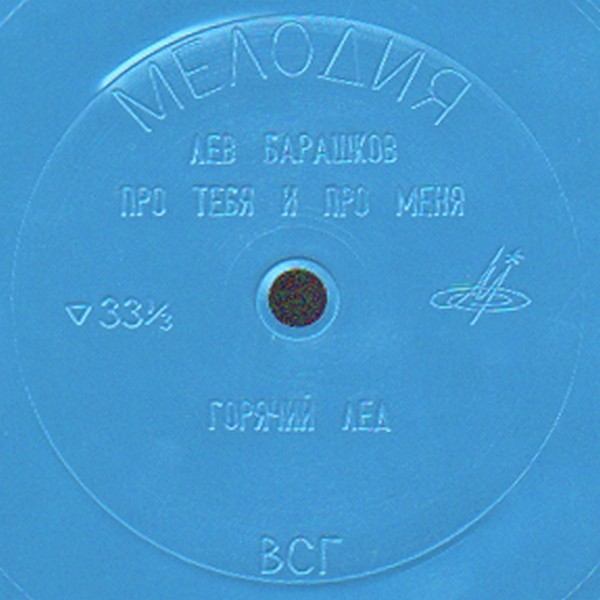 МЕЛОДИЯ
ЛЕВ БАРАШКОВ
ПРО ТЕБЯ И ПРО МЕНЯ
▽33⅓
ГОРЯЧИЙ ЛЕД
ВСГ